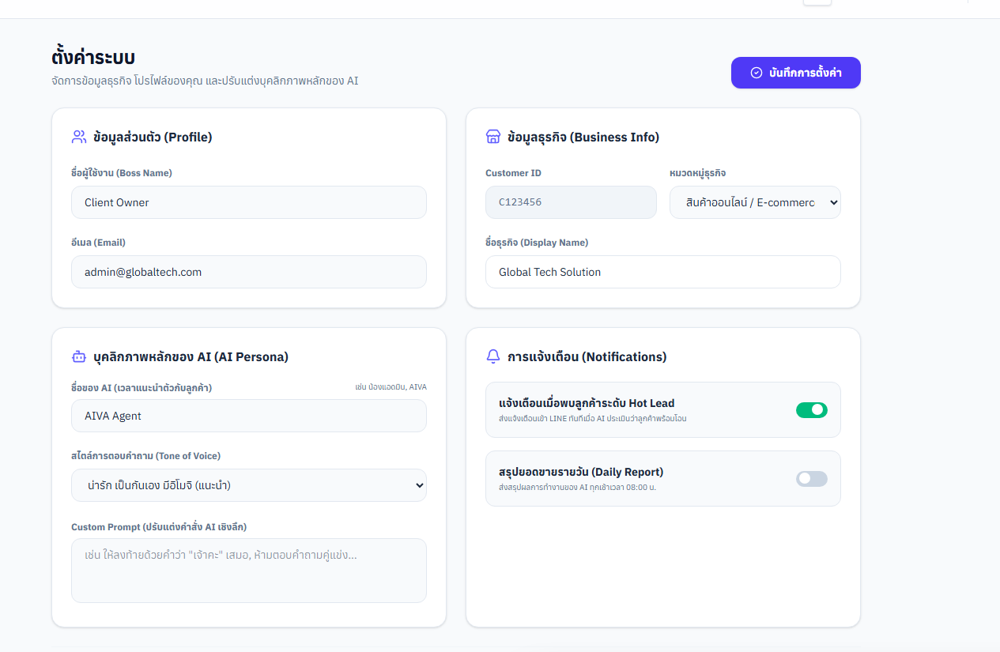 ตั้งค่าระบบ
จัดการข้อมูลธุรกิจ โปรไฟล์ของคุณ และปรับแต่งบุคลิกภาพหลักของ AI
บันทึกการตั้งค่า
ข้อมูลส่วนตัว (Profile)
ชื่อผู้ใช้งาน (Boss Name)
Client Owner
อีเมล (Email)
admin@globaltech.com
ข้อมูลธุรกิจ (Business Info)
Customer ID
หมวดหมู่ธุรกิจ
C123456
สินค้าออนไลน์ / E-commerc
ชื่อธุรกิจ (Display Name)
Global Tech Solution
บุคลิกภาพหลักของ AI (AI Persona)
ชื่อของ AI (เวลาแนะนำตัวกับลูกค้า)
เช่น น้องแอดมิน, AIVA
AIVA Agent
สไตล์การตอบคำถาม (Tone of Voice)
น่ารัก เป็นกันเอง มีอิโมจิ (แนะนำ)
Custom Prompt (ปรับแต่งคำสั่ง AI เชิงลึก)
เช่น ให้ลงท้ายด้วยคำว่า "เจ้าคะ" เสมอ, ห้ามตอบคำถามคู่แข่ง...
การแจ้งเตือน (Notifications)
แจ้งเตือนเมื่อพบลูกค้าระดับ Hot Lead
ส่งแจ้งเตือนเข้า LINE ทันทีเมื่อ AI ประเมินว่าลูกค้าพร้อมโอน
สรุปยอดขายรายวัน (Daily Report)
ส่งสรุปผลการทำงานของ AI ทุกเช้าเวลา 08:00 น.